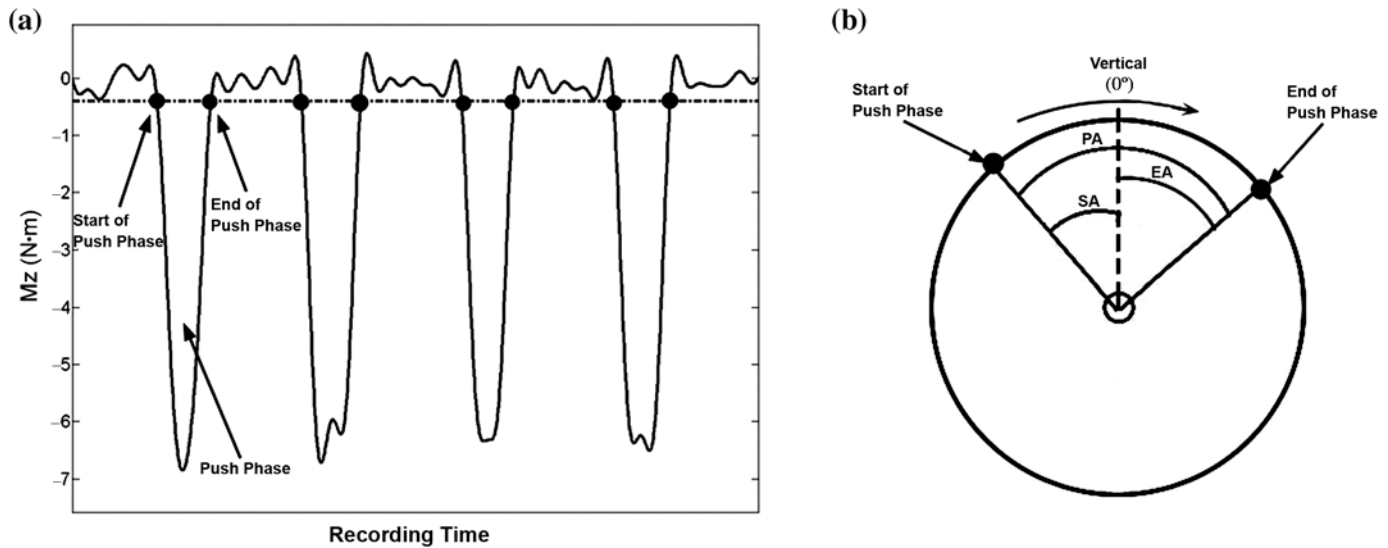 (a)
0
–1
–2
–3
–4
–5
–6
–7
Mz (N•m)
Start of
Push Phase
End of
Push Phase
Push Phase
Recording Time
(b)
Vertical
(0º)
Start of
Push Phase
End of
Push Phase
PA
EA
SA